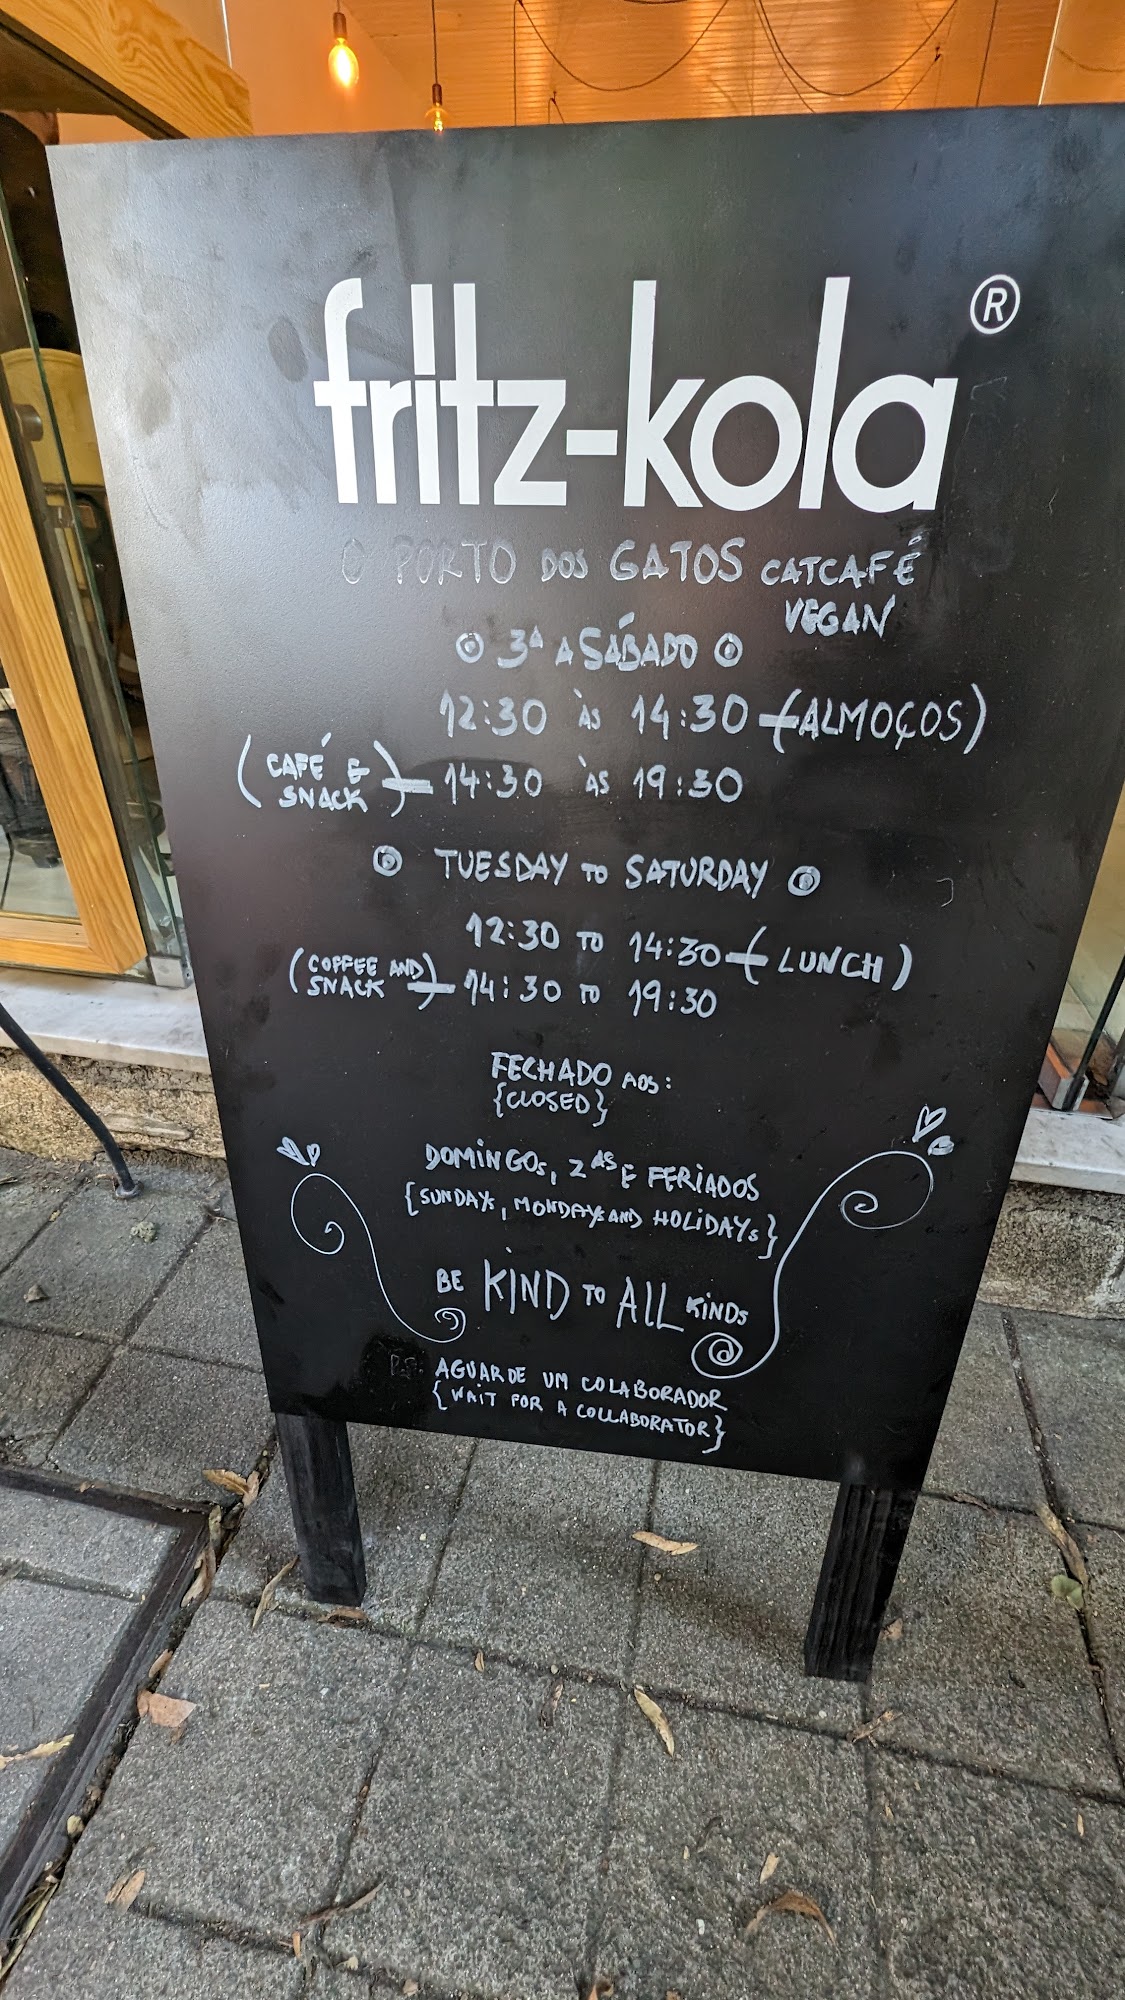 fritz-kola ®
O PORTO DOS GATOS CATCAFÉ
VEGAN
3ª A SÁBADO
12:30 às 14:30 (ALMOÇOS)
(CAFÉ E
SNACK) 14:30 às 19:30
TUESDAY TO SATURDAY
12:30 TO 14:30 (LUNCH)
(COFFEE AND
SNACK) 14:30 TO 19:30
FECHADO AOS:
{CLOSED}
DOMINGOs, 2ªs E FERIADOS
{SUNDAYs, MONDAYs AND HOLIDAYs}
BE KIND TO ALL KINDS
P.S: AGUARDE UM COLABORADOR
{WAIT FOR A COLLABORATOR}